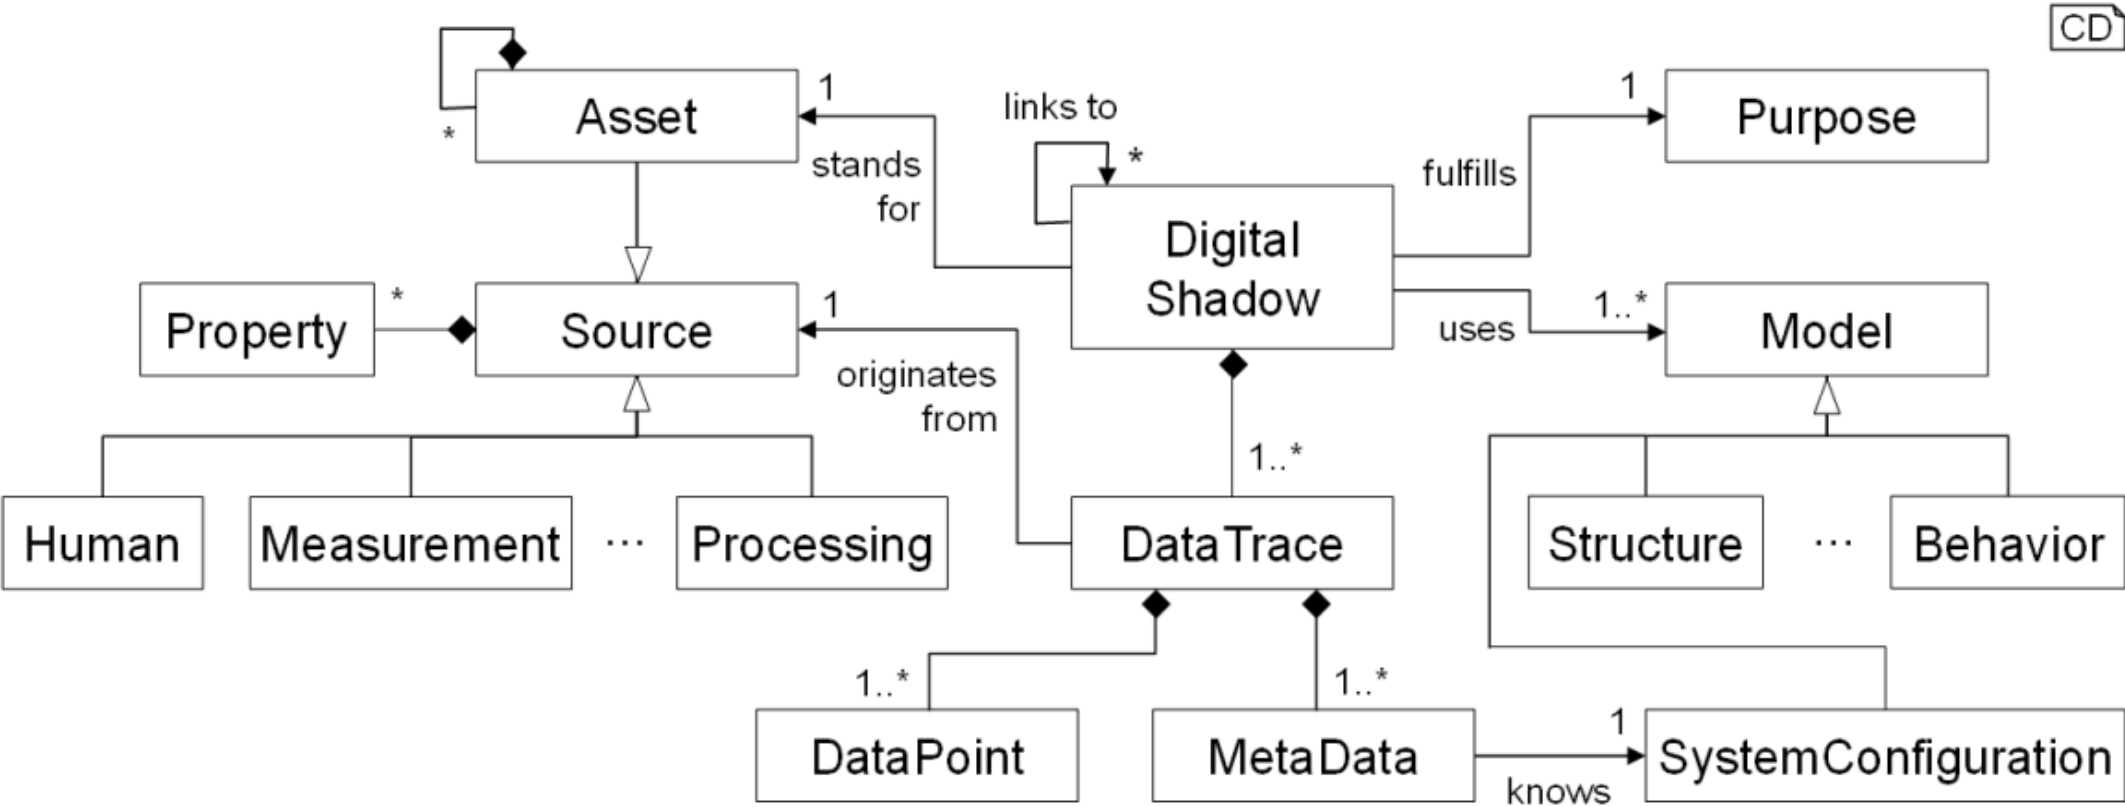 CD
1
1
Asset
links to
Purpose
*
*
stands
for
fulfills
Digital
Shadow
*
1
1..*
Property
Source
uses
Model
originates
from
1..*
Human
Measurement
...
Processing
DataTrace
Structure
...
Behavior
1..*
1..*
1
DataPoint
MetaData
SystemConfiguration
knows